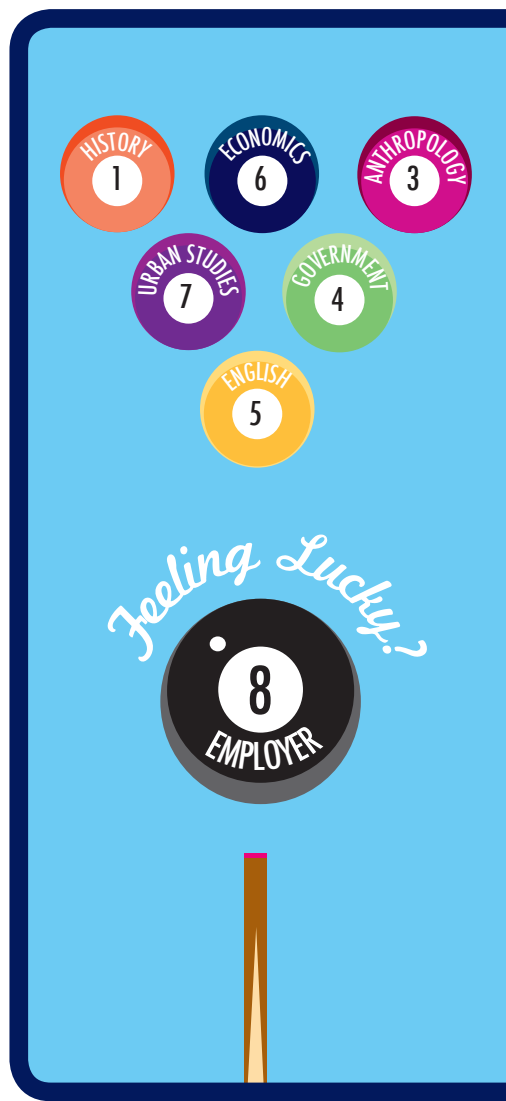 HISTORY
1
ECONOMICS
6
ANTHROPOLOGY
3
URBAN STUDIES
7
GOVERNMENT
4
ENGLISH
5
Feeling Lucky?
8
EMPLOYER